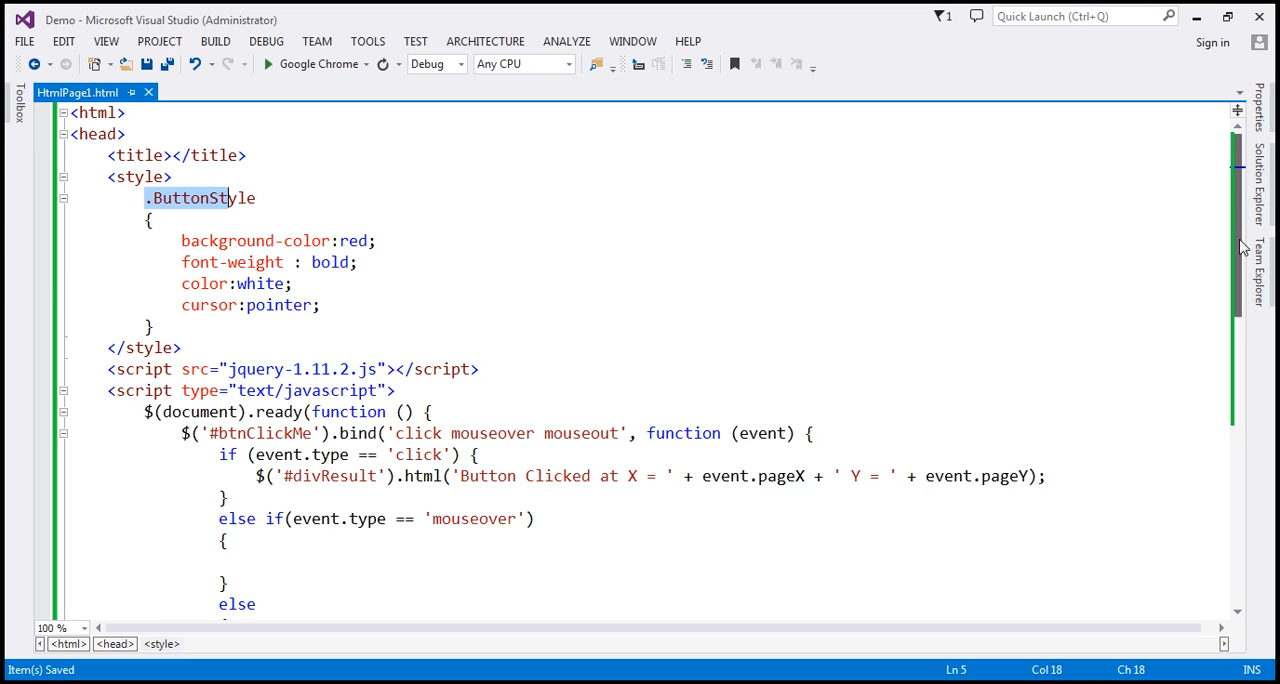 Demo - Microsoft Visual Studio (Administrator)
1
Quick Launch (Ctrl+Q)
FILE EDIT VIEW PROJECT BUILD DEBUG TEAM TOOLS TEST ARCHITECTURE ANALYZE WINDOW HELP
Sign in
Google Chrome
Debug
Any CPU
HtmlPage1.html
Toolbox
Properties
Solution Explorer
Team Explorer
<html>
<head>
<title></title>
<style>
.ButtonStyle
{
background-color:red;
font-weight : bold;
color:white;
cursor:pointer;
}
</style>
<script src="jquery-1.11.2.js"></script>
<script type="text/javascript">
$(document).ready(function () {
$('#btnClickMe').bind('click mouseover mouseout', function (event) {
if (event.type == 'click') {
$('#divResult').html('Button Clicked at X = ' + event.pageX + ' Y = ' + event.pageY);
}
else if(event.type == 'mouseover')
{
}
else
100 %
<html> <head> <style>
Item(s) Saved
Ln 5
Col 18
Ch 18
INS